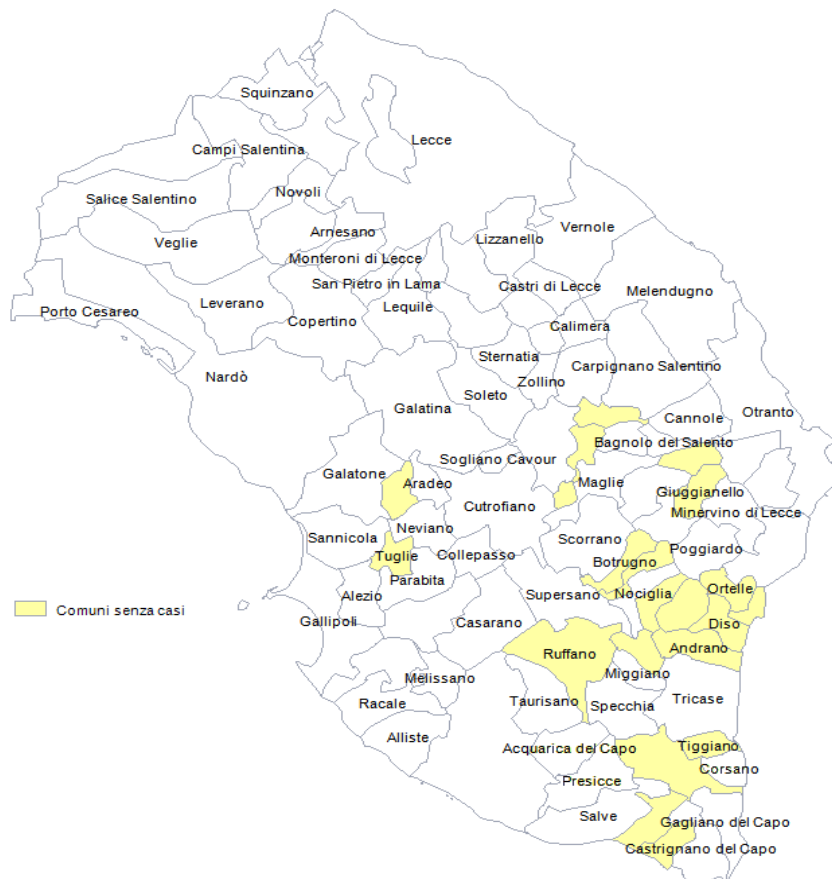 Squinzano
Lecce
Campi Salentina
Novoli
Salice Salentino
Vernole
Arnesano
Lizzanello
Veglie
Monteroni di Lecce
San Pietro in Lama
Castri di Lecce
Melendugno
Leverano
Lequile
Porto Cesareo
Copertino
Calimera
Sternatia
Carpignano Salentino
Nardò
Zollino
Soleto
Galatina
Otranto
Cannole
Bagnolo del Salento
Sogliano Cavour
Galatone
Maglie
Aradeo
Giuggianello
Cutrofiano
Minervino di Lecce
Neviano
Sannicola
Scorrano
Poggiardo
Tuglie
Collepasso
Botrugno
Parabita
Ortelle
Supersano
Nociglia
Alezio
Comuni senza casi
Gallipoli
Casarano
Diso
Andrano
Ruffano
Miggiano
Melissano
Tricase
Taurisano
Racale
Specchia
Alliste
Acquarica del Capo
Tiggiano
Corsano
Presicce
Salve
Gagliano del Capo
Castrignano del Capo